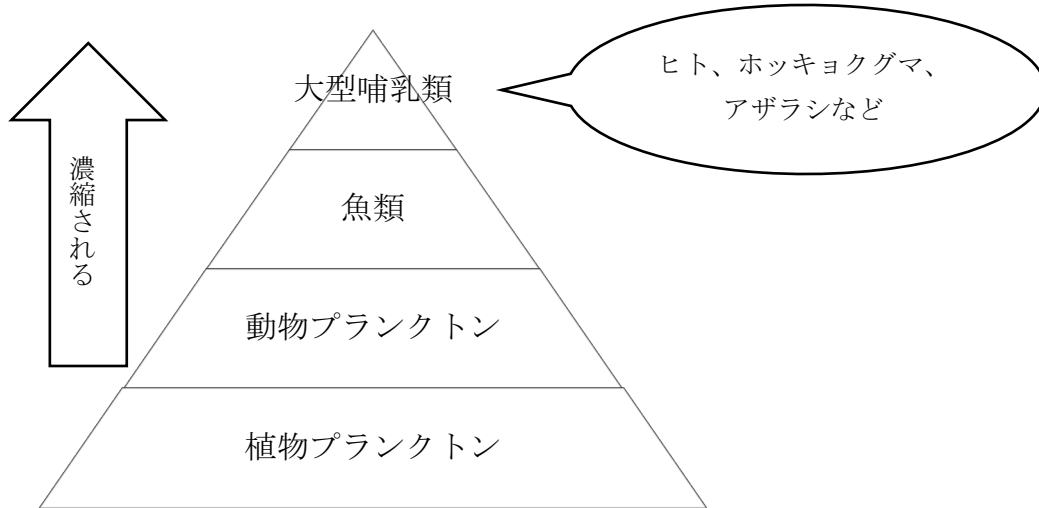 大型哺乳類
ヒト、ホッキョクグマ、
アザラシなど
濃縮される
魚類
動物プランクトン
植物プランクトン